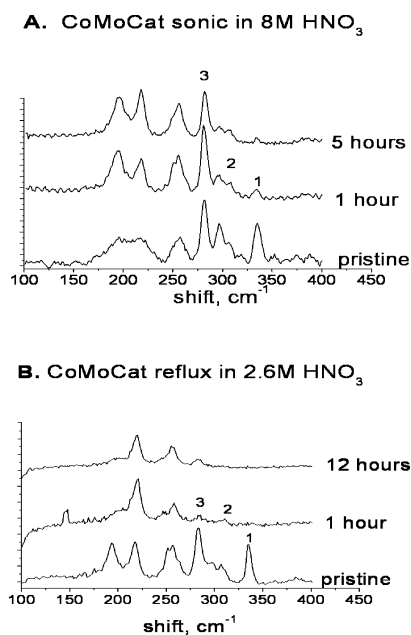 A. CoMoCat sonic in 8M HNO3
3
5 hours
2
1
1 hour
pristine
100 150 200 250 300 350 400 450
shift, cm-1
B. CoMoCat reflux in 2.6M HNO3
12 hours
3 2
1 hour
1
pristine
100 150 200 250 300 350 400 450
shift, cm-1